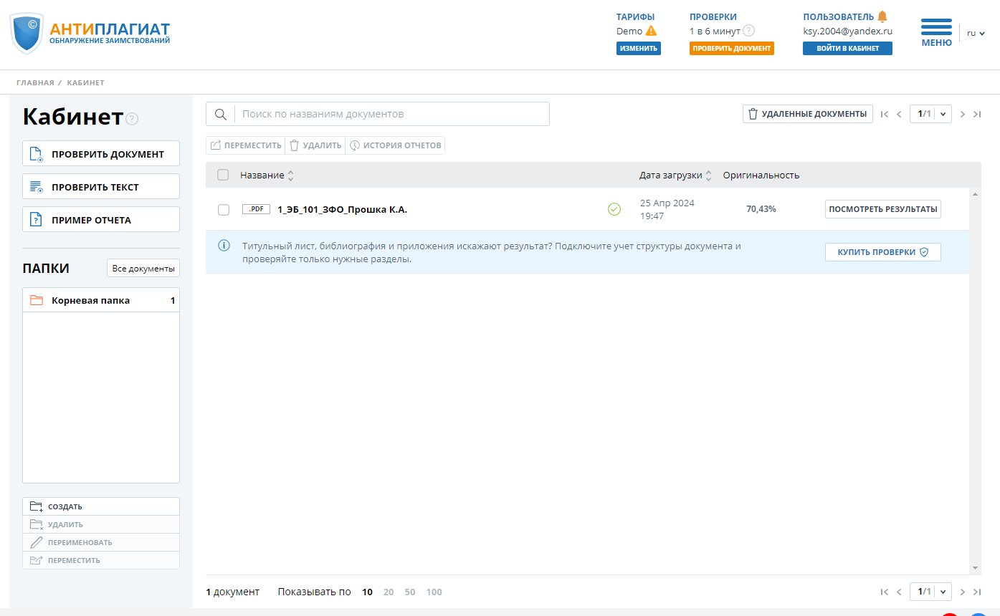 АНТИПЛАГИАТ
ОБНАРУЖЕНИЕ ЗАИМСТВОВАНИЙ
ТАРИФЫ
Demo
ИЗМЕНИТЬ
ПРОВЕРКИ
1 в 6 минут
ПРОВЕРИТЬ ДОКУМЕНТ
ПОЛЬЗОВАТЕЛЬ
ksy.2004@yandex.ru
ВОЙТИ В КАБИНЕТ
МЕНЮ
ru
ГЛАВНАЯ / КАБИНЕТ
Кабинет
ПРОВЕРИТЬ ДОКУМЕНТ
ПРОВЕРИТЬ ТЕКСТ
ПРИМЕР ОТЧЕТА
ПАПКИ
Все документы
Корневая папка 1
СОЗДАТЬ
УДАЛИТЬ
ПЕРЕИМЕНОВАТЬ
ПЕРЕМЕСТИТЬ
Поиск по названиям документов
УДАЛЕННЫЕ ДОКУМЕНТЫ
1/1
ПЕРЕМЕСТИТЬ УДАЛИТЬ ИСТОРИЯ ОТЧЕТОВ
Название Дата загрузки Оригинальность
.PDF 1_ЭБ_101_ЗФО_Прошка К.А.
25 Апр 2024
19:47
70,43%
ПОСМОТРЕТЬ РЕЗУЛЬТАТЫ
Титульный лист, библиография и приложения искажают результат? Подключите учет структуры документа и
проверяйте только нужные разделы.
КУПИТЬ ПРОВЕРКИ
1 документ Показывать по 10 20 50 100
1/1